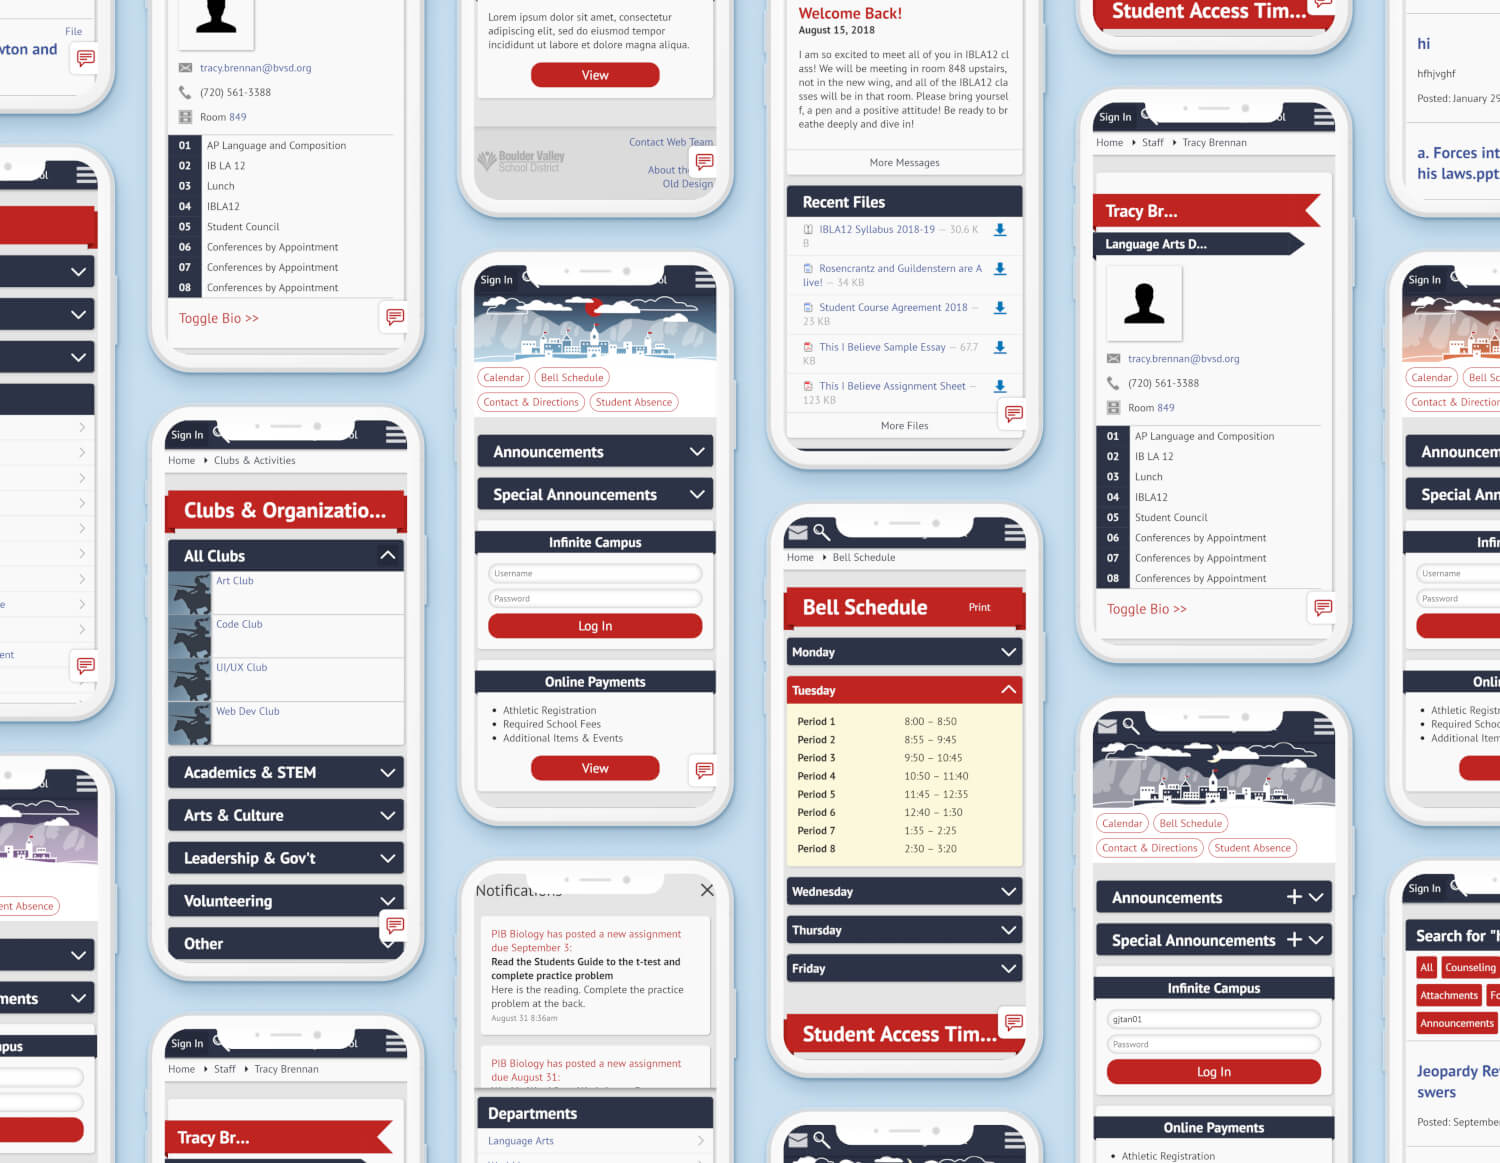 File
vton and
ent
ent Absence
ments
pus
tracy.brennan@bvsd.org
(720) 561-3388
Room 849
01 AP Language and Composition
02 IB LA 12
03 Lunch
04 IBLA12
05 Student Council
06 Conferences by Appointment
07 Conferences by Appointment
08 Conferences by Appointment
Toggle Bio >>
Sign In
Home Clubs & Activities
Clubs & Organizatio...
All Clubs
Art Club
Code Club
UI/UX Club
Web Dev Club
Academics & STEM
Arts & Culture
Leadership & Gov't
Volunteering
Other
Sign In
Home Staff Tracy Brennan
Tracy Br...
Lorem ipsum dolor sit amet, consectetur
adipiscing elit, sed do eiusmod tempor
incididunt ut labore et dolore magna aliqua.
View
Boulder Valley
School District
Contact Web Team
About th
Old Design
Sign In
Calendar Bell Schedule
Contact & Directions Student Absence
Announcements
Special Announcements
Infinite Campus
Username
Password
Log In
Online Payments
• Athletic Registration
• Required School Fees
• Additional Items & Events
View
Notifications
PIB Biology has posted a new assignment
due September 3:
Read the Students Guide to the t-test and
complete practice problem
Here is the reading. Complete the practice
problem at the back.
August 31 8:36am
PIB Biology has posted a new assignment
due August 31:
Departments
Language Arts
Welcome Back!
August 15, 2018
I am so excited to meet all of you in IBLA12 cl
ass! We will be meeting in room 848 upstairs,
not in the new wing, and all of the IBLA12 cla
sses will be in that room. Please bring yoursel
f, a pen and a positive attitude! Be ready to br
eathe deeply and dive in!
More Messages
Recent Files
IBLA12 Syllabus 2018-19 — 30.6 K
B
Rosencrantz and Guildenstern are A
live! — 34 KB
Student Course Agreement 2018 —
23 KB
This I Believe Sample Essay — 67.7
KB
This I Believe Assignment Sheet —
123 KB
More Files
Home Bell Schedule
Bell Schedule Print
Monday
Tuesday
Period 1 8:00 – 8:50
Period 2 8:55 – 9:45
Period 3 9:50 – 10:45
Period 4 10:50 – 11:40
Period 5 11:45 – 12:35
Period 6 12:40 – 1:30
Period 7 1:35 – 2:25
Period 8 2:30 – 3:20
Wednesday
Thursday
Friday
Student Access Tim...
Student Access Tim...
Sign In
Home Staff Tracy Brennan
Tracy Br...
Language Arts D...
tracy.brennan@bvsd.org
(720) 561-3388
Room 849
01 AP Language and Composition
02 IB LA 12
03 Lunch
04 IBLA12
05 Student Council
06 Conferences by Appointment
07 Conferences by Appointment
08 Conferences by Appointment
Toggle Bio >>
Calendar Bell Schedule
Contact & Directions Student Absence
Announcements
Special Announcements
Infinite Campus
gjtan01
Password
Log In
Online Payments
• Athletic Registration
hi
hfhjvghf
Posted: January 29
a. Forces int
his laws.ppt
Sign In
Calendar Bell Sc
Contact & Direction
Announcem
Special Ann
Infi
Username
Password
Onli
• Athletic Registr
• Required Schoo
• Additional Item
Sign In
Search for "h
All Counseling
Attachments Fo
Announcements
Jeopardy Re
swers
Posted: September